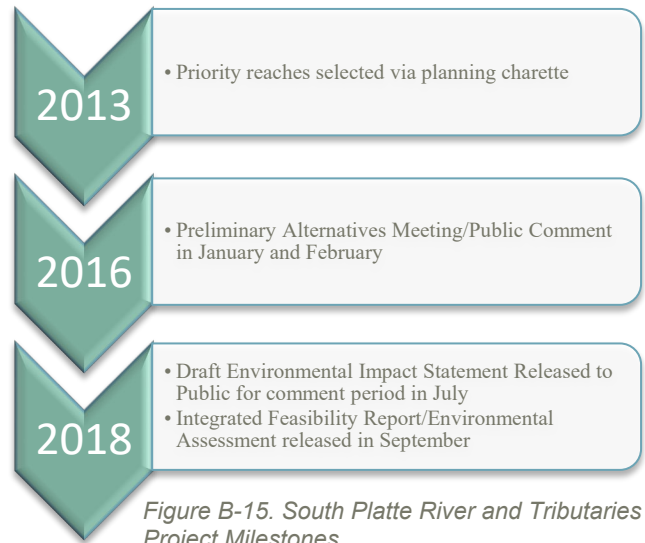 2013
• Priority reaches selected via planning charette
2016
• Preliminary Alternatives Meeting/Public Comment
in January and February
2018
• Draft Environmental Impact Statement Released to
Public for comment period in July
• Integrated Feasibility Report/Environmental
Assessment released in September
Figure B-15. South Platte River and Tributaries
Project Milestones